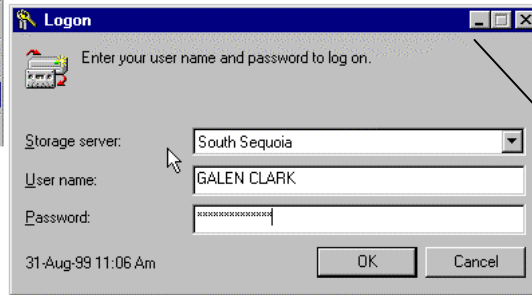 Logon
Enter your user name and password to log on.
Storage server: South Sequoia
User name: GALEN CLARK
Password: xxxxxxxxxxxxxx
31-Aug-99 11:06 Am OK Cancel